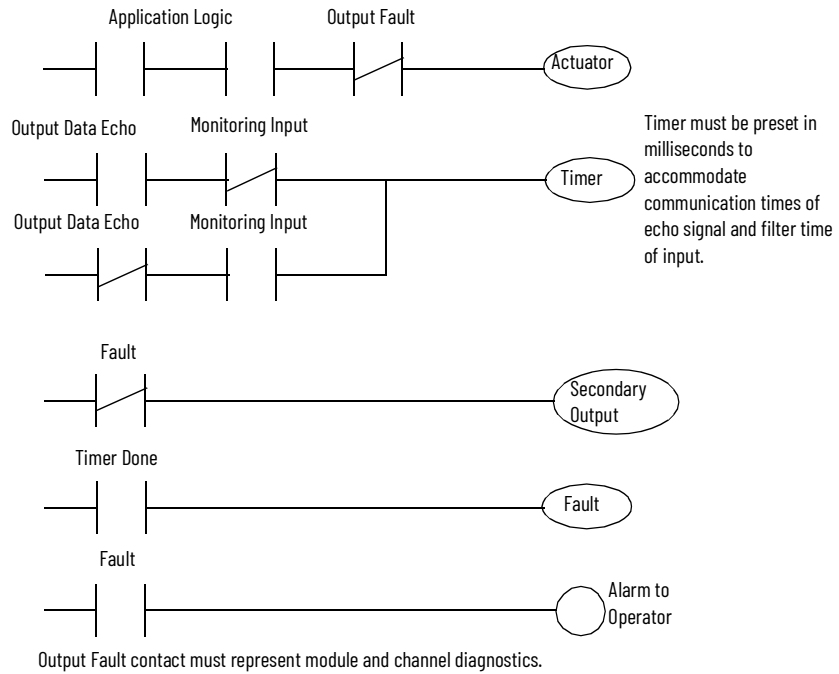 Application Logic
Output Fault
Actuator
Output Data Echo
Monitoring Input
Timer
Timer must be preset in
milliseconds to
accommodate
communication times of
echo signal and filter time
of input.
Output Data Echo
Monitoring Input
Fault
Secondary
Output
Timer Done
Fault
Fault
Alarm to
Operator
Output Fault contact must represent module and channel diagnostics.